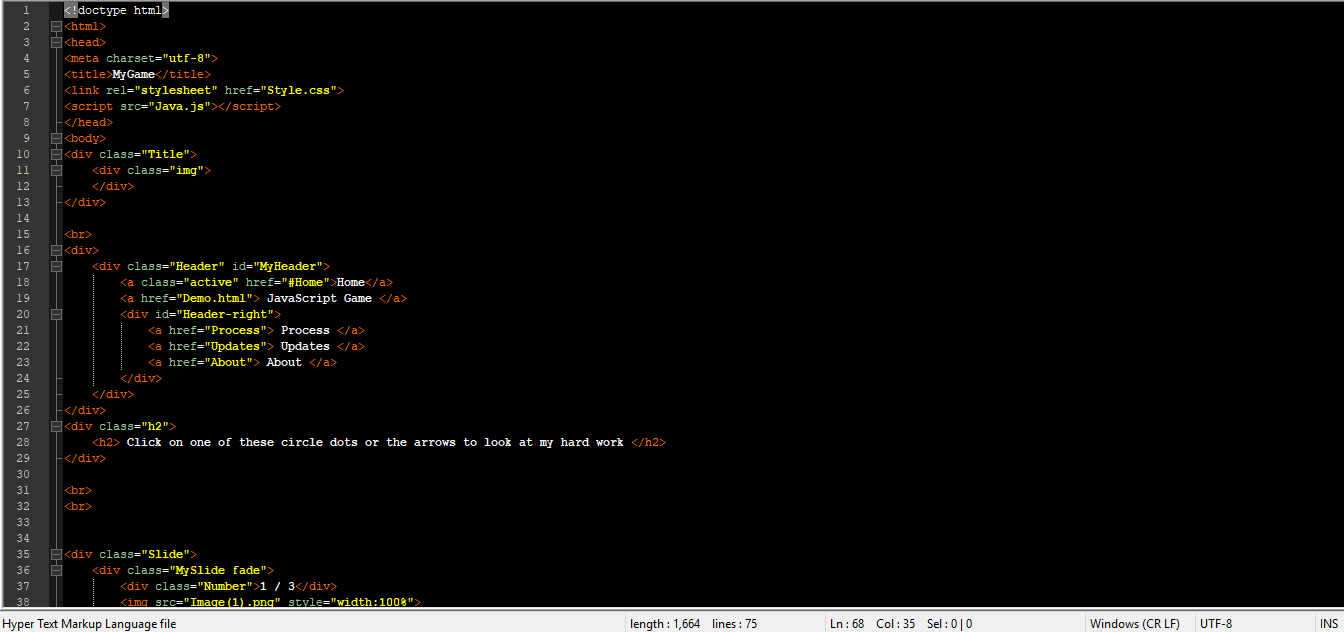 1 <!doctype html>
2 <html>
3 <head>
4 <meta charset="utf-8">
5 <title>MyGame</title>
6 <link rel="stylesheet" href="Style.css">
7 <script src="Java.js"></script>
8 </head>
9 <body>
10 <div class="Title">
11 <div class="img">
12 </div>
13 </div>
14
15 <br>
16 <div>
17 <div class="Header" id="MyHeader">
18 <a class="active" href="#Home">Home</a>
19 <a href="Demo.html"> JavaScript Game </a>
20 <div id="Header-right">
21 <a href="Process"> Process </a>
22 <a href="Updates"> Updates </a>
23 <a href="About"> About </a>
24 </div>
25 </div>
26 </div>
27 <div class="h2">
28 <h2> Click on one of these circle dots or the arrows to look at my hard work </h2>
29 </div>
30
31 <br>
32 <br>
33
34
35 <div class="Slide">
36 <div class="MySlide fade">
37 <div class="Number">1 / 3</div>
38 <img src="Image(1).png" style="width:100%">
Hyper Text Markup Language file length : 1,664 lines : 75 Ln : 68 Col : 35 Sel : 0 | 0 Windows (CR LF) UTF-8 INS